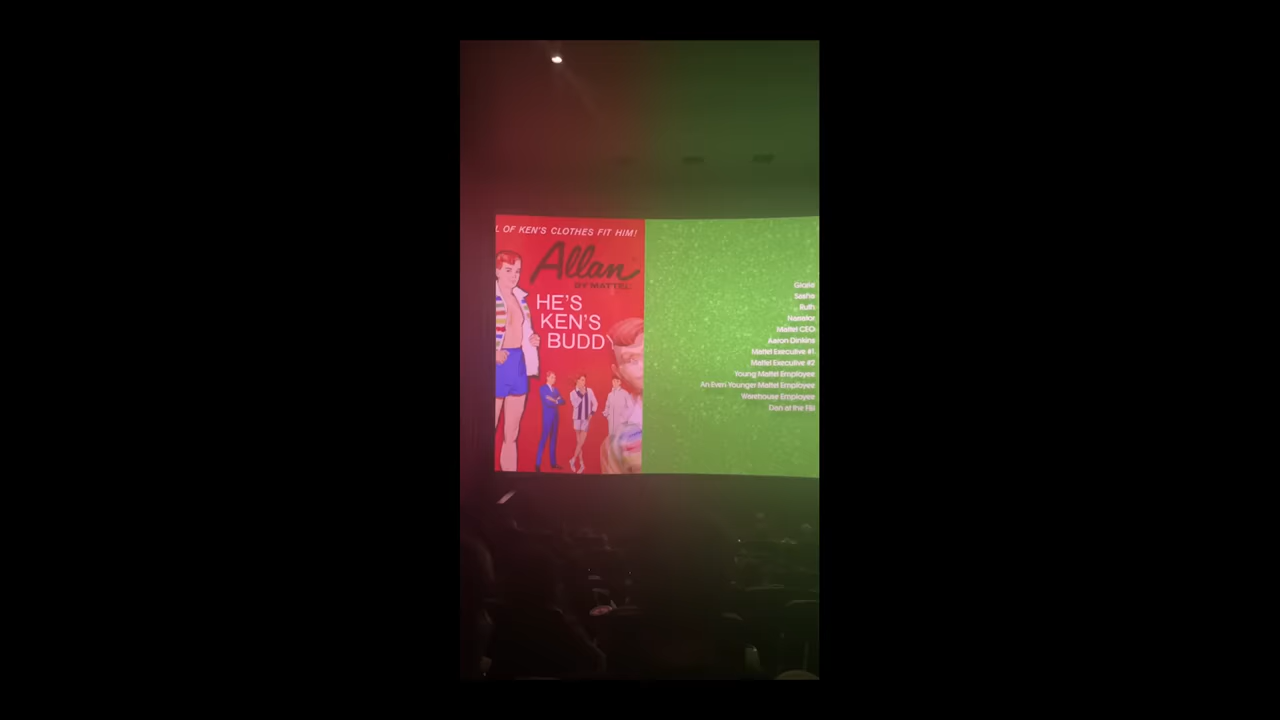 L OF KEN'S CLOTHES FIT HIM!
Allan
BY MATTEL
HE'S
KEN'S
BUDDY
Gloria
Sasha
Ruth
Narrator
Mattel CEO
Aaron Dinkins
Mattel Executive #1
Mattel Executive #2
Young Mattel Employee
An Even Younger Mattel Employee
Warehouse Employee
Dan at the FBI